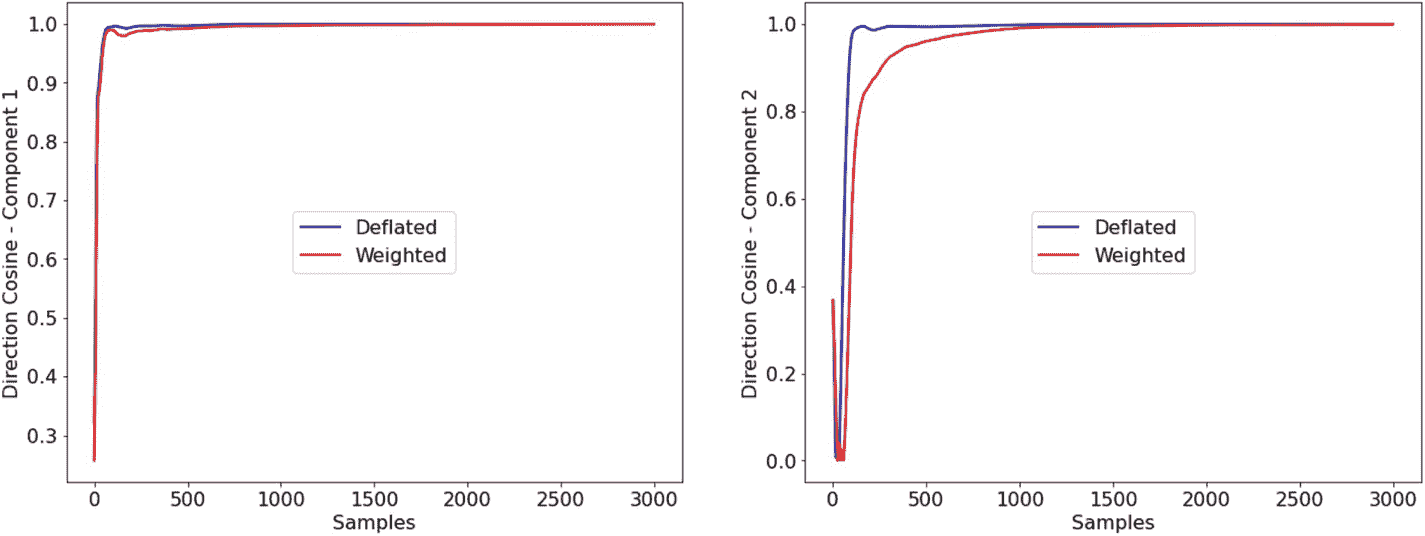 Direction Cosine - Component 1
1.0
0.9
0.8
0.7
0.6
0.5
0.4
0.3
Deflated
Weighted
0 500 1000 1500 2000 2500 3000
Samples
Direction Cosine - Component 2
1.0
0.8
0.6
0.4
0.2
0.0
Deflated
Weighted
0 500 1000 1500 2000 2500 3000
Samples